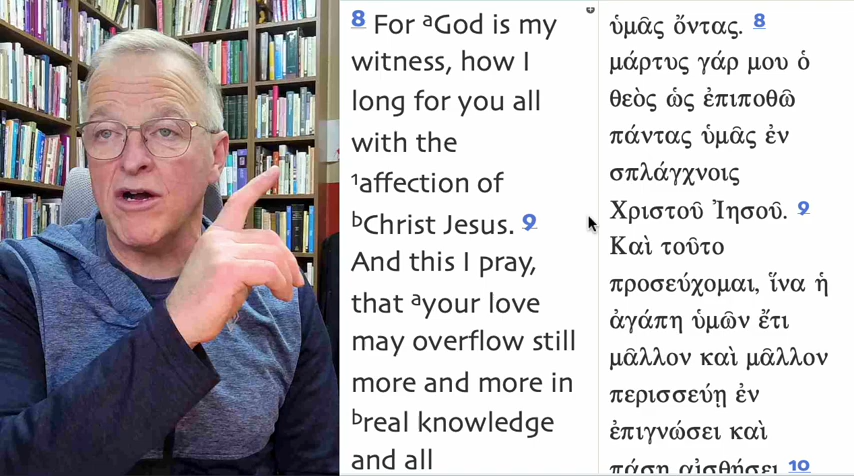 8 For aGod is my
witness, how I
long for you all
with the
1affection of
bChrist Jesus. 9
And this I pray,
that ayour love
may overflow still
more and more in
breal knowledge
and all
ὑμᾶς ὄντας. 8
μάρτυς γάρ μου ὁ
θεὸς ὡς ἐπιποθῶ
πάντας ὑμᾶς ἐν
σπλάγχνοις
Χριστοῦ Ἰησοῦ. 9
Καὶ τοῦτο
προσεύχομαι, ἵνα ἡ
ἀγάπη ὑμῶν ἔτι
μᾶλλον καὶ μᾶλλον
περισσεύῃ ἐν
ἐπιγνώσει καὶ
πάσῃ αἰσθήσει 10